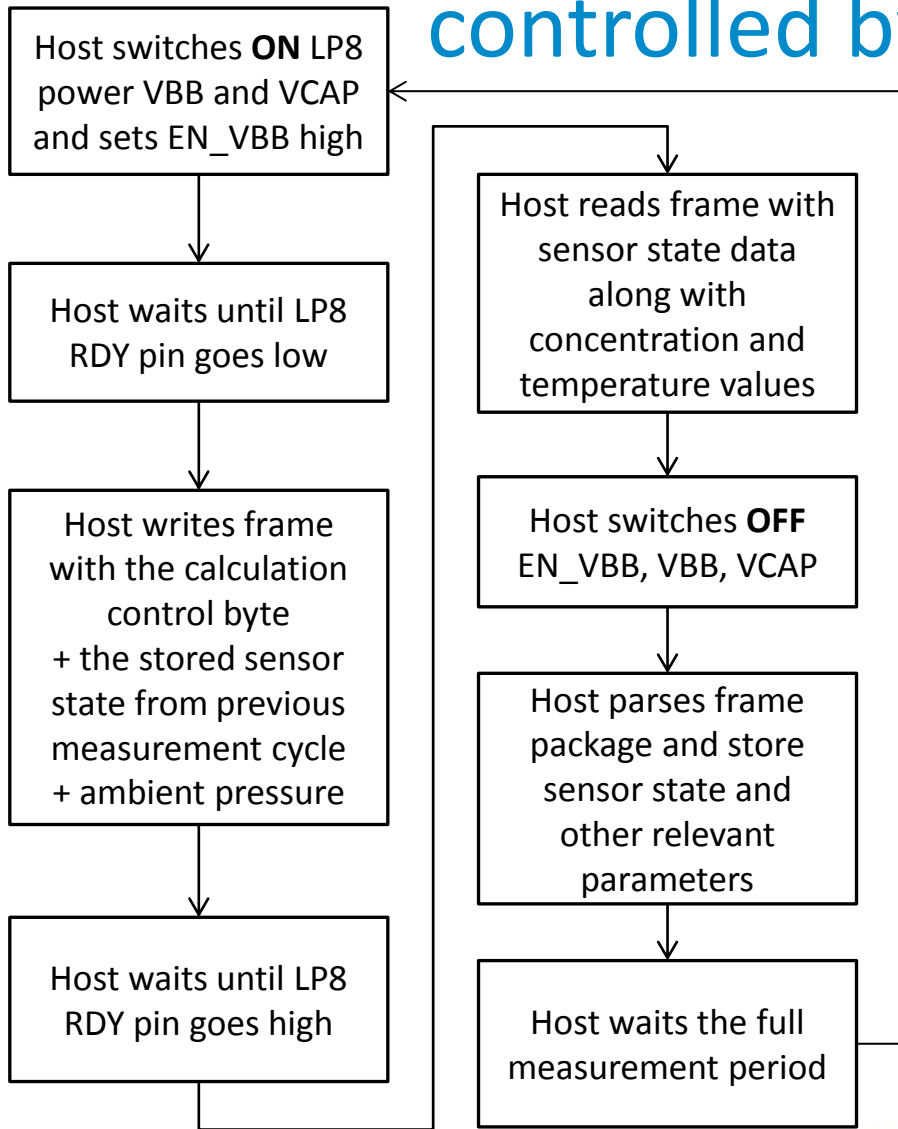 controlled by
Host switches ON LP8
power VBB and VCAP
and sets EN_VBB high
Host waits until LP8
RDY pin goes low
Host writes frame
with the calculation
control byte
+ the stored sensor
state from previous
measurement cycle
+ ambient pressure
Host waits until LP8
RDY pin goes high
Host reads frame with
sensor state data
along with
concentration and
temperature values
Host switches OFF
EN_VBB, VBB, VCAP
Host parses frame
package and store
sensor state and
other relevant
parameters
Host waits the full
measurement period